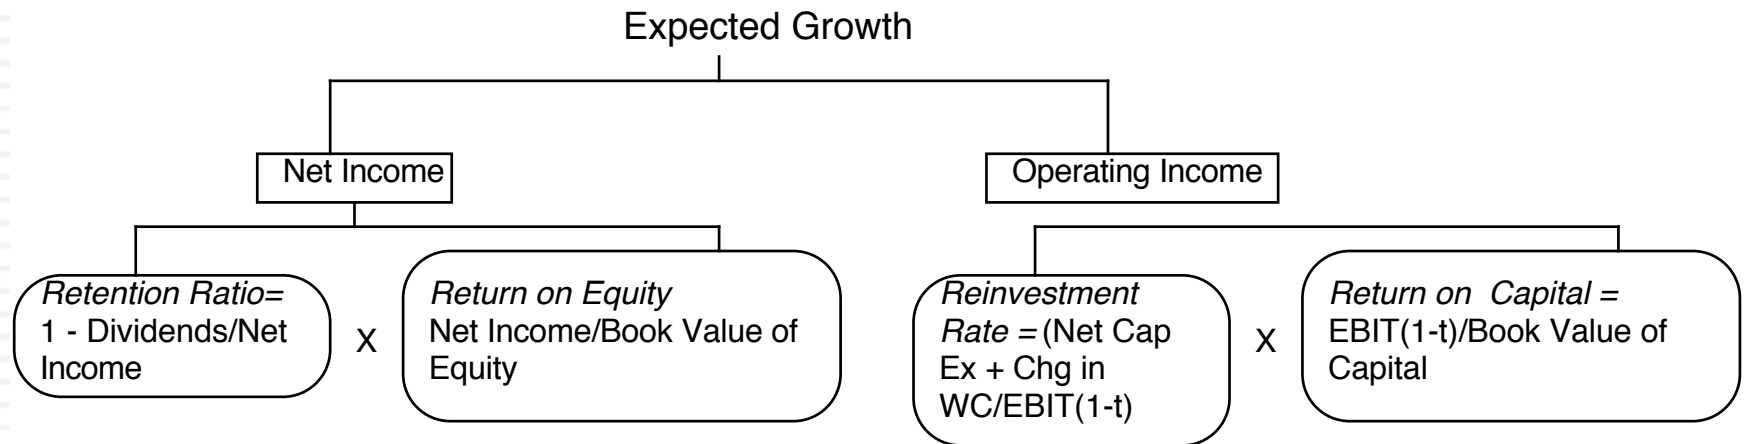 Expected Growth
Net Income
Operating Income
Retention Ratio=
1 - Dividends/Net
Income
X
Return on Equity
Net Income/Book Value of
Equity
Reinvestment
Rate = (Net Cap
Ex + Chg in
WC/EBIT(1-t)
X
Return on Capital =
EBIT(1-t)/Book Value of
Capital